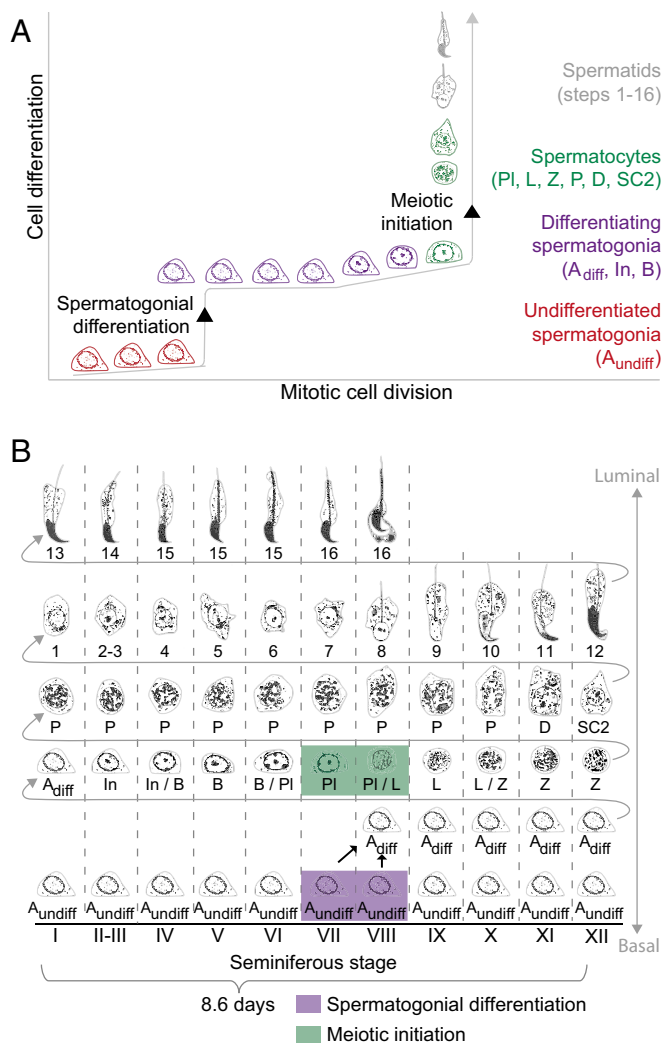 A
Cell differentiation
Spermatids
(steps 1-16)
Spermatocytes
(Pl, L, Z, P, D, SC2)
Meiotic
initiation
Differentiating
spermatogonia
(Adiff, In, B)
Spermatogonial
differentiation
Undifferentiated
spermatogonia
(Aundiff)
Mitotic cell division
B
Luminal
13 14 15 15 15 16 16
1 2-3 4 5 6 7 8 9 10 11 12
P P P P P P P P P D SC2
Adiff In In / B B B / Pl Pl Pl / L L L / Z Z Z
Adiff Adiff Adiff Adiff Adiff
Aundiff Aundiff Aundiff Aundiff Aundiff Aundiff Aundiff Aundiff Aundiff Aundiff Aundiff
I II-III IV V VI VII VIII IX X XI XII
Basal
Seminiferous stage
8.6 days
Spermatogonial differentiation
Meiotic initiation